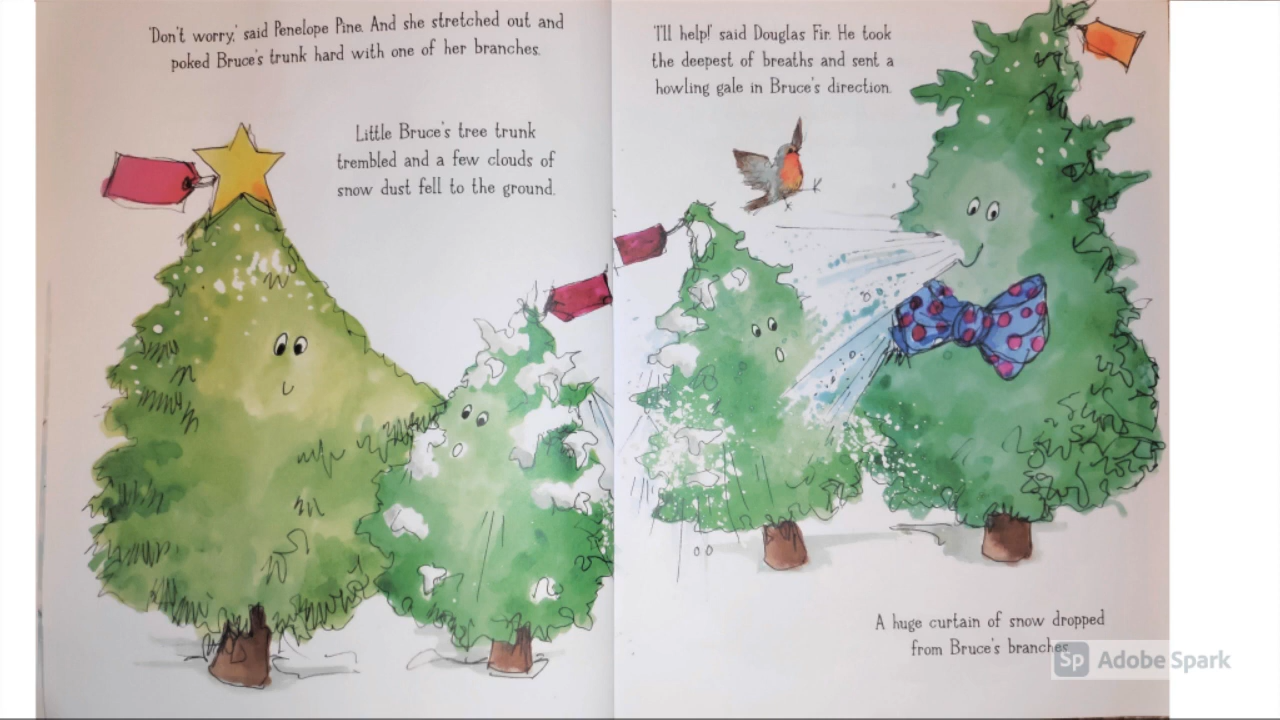 'Don't worry,' said Penelope Pine. And she stretched out and
poked Bruce's trunk hard with one of her branches.
Little Bruce's tree trunk
trembled and a few clouds of
snow dust fell to the ground.
'I'll help!' said Douglas Fir. He took
the deepest of breaths and sent a
howling gale in Bruce's direction.
A huge curtain of snow dropped
from Bruce's branches.
Sp Adobe Spark